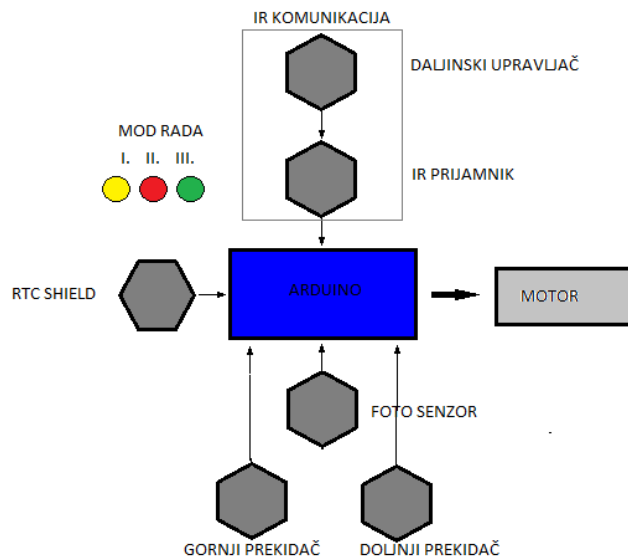 IR KOMUNIKACIJA
DALJINSKI UPRAVLJAČ
MOD RADA
I. II. III.
IR PRIJAMNIK
RTC SHIELD
ARDUINO
MOTOR
FOTO SENZOR
GORNJI PREKIDAČ
DOLJNJI PREKIDAČ